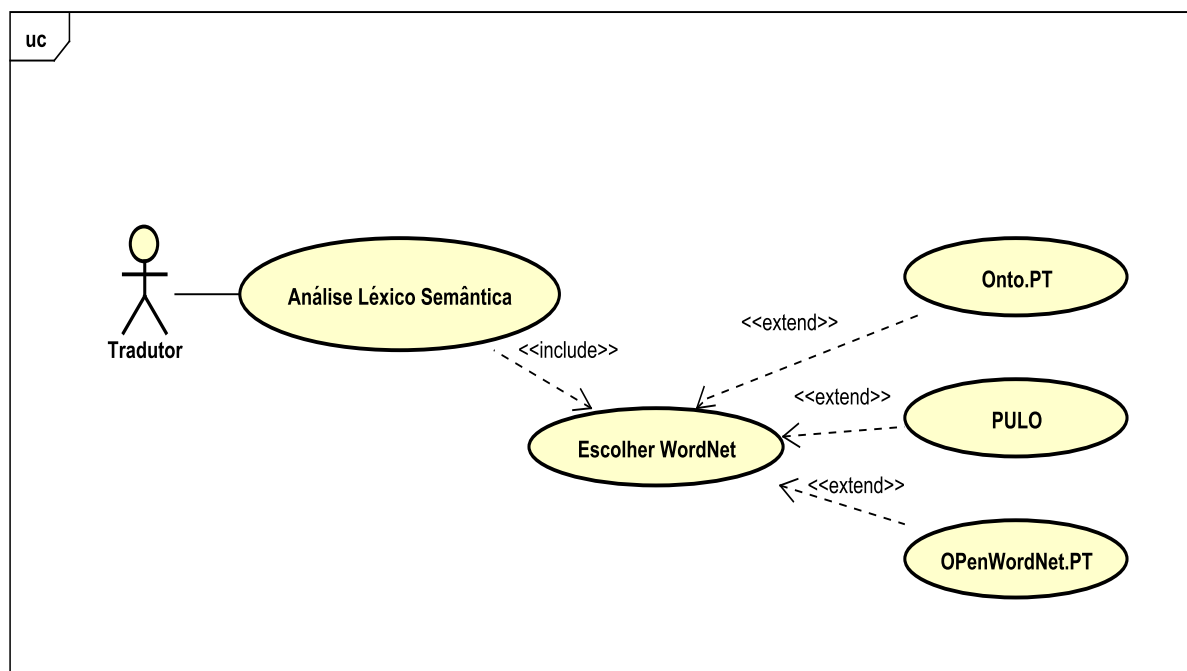 uc
Análise Léxico Semântica
Onto.PT
<<extend>>
<<include>>
Tradutor
<<extend>>
PULO
Escolher WordNet
<<extend>>
OPenWordNet.PT